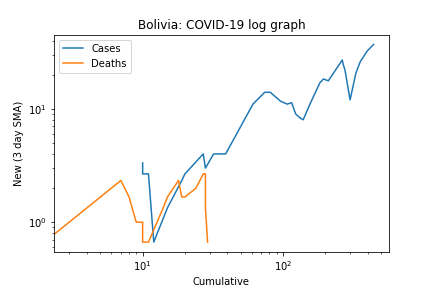 Bolivia: COVID-19 log graph
Cases
Deaths
New (3 day SMA)
10¹
10⁰
10¹
10²
Cumulative